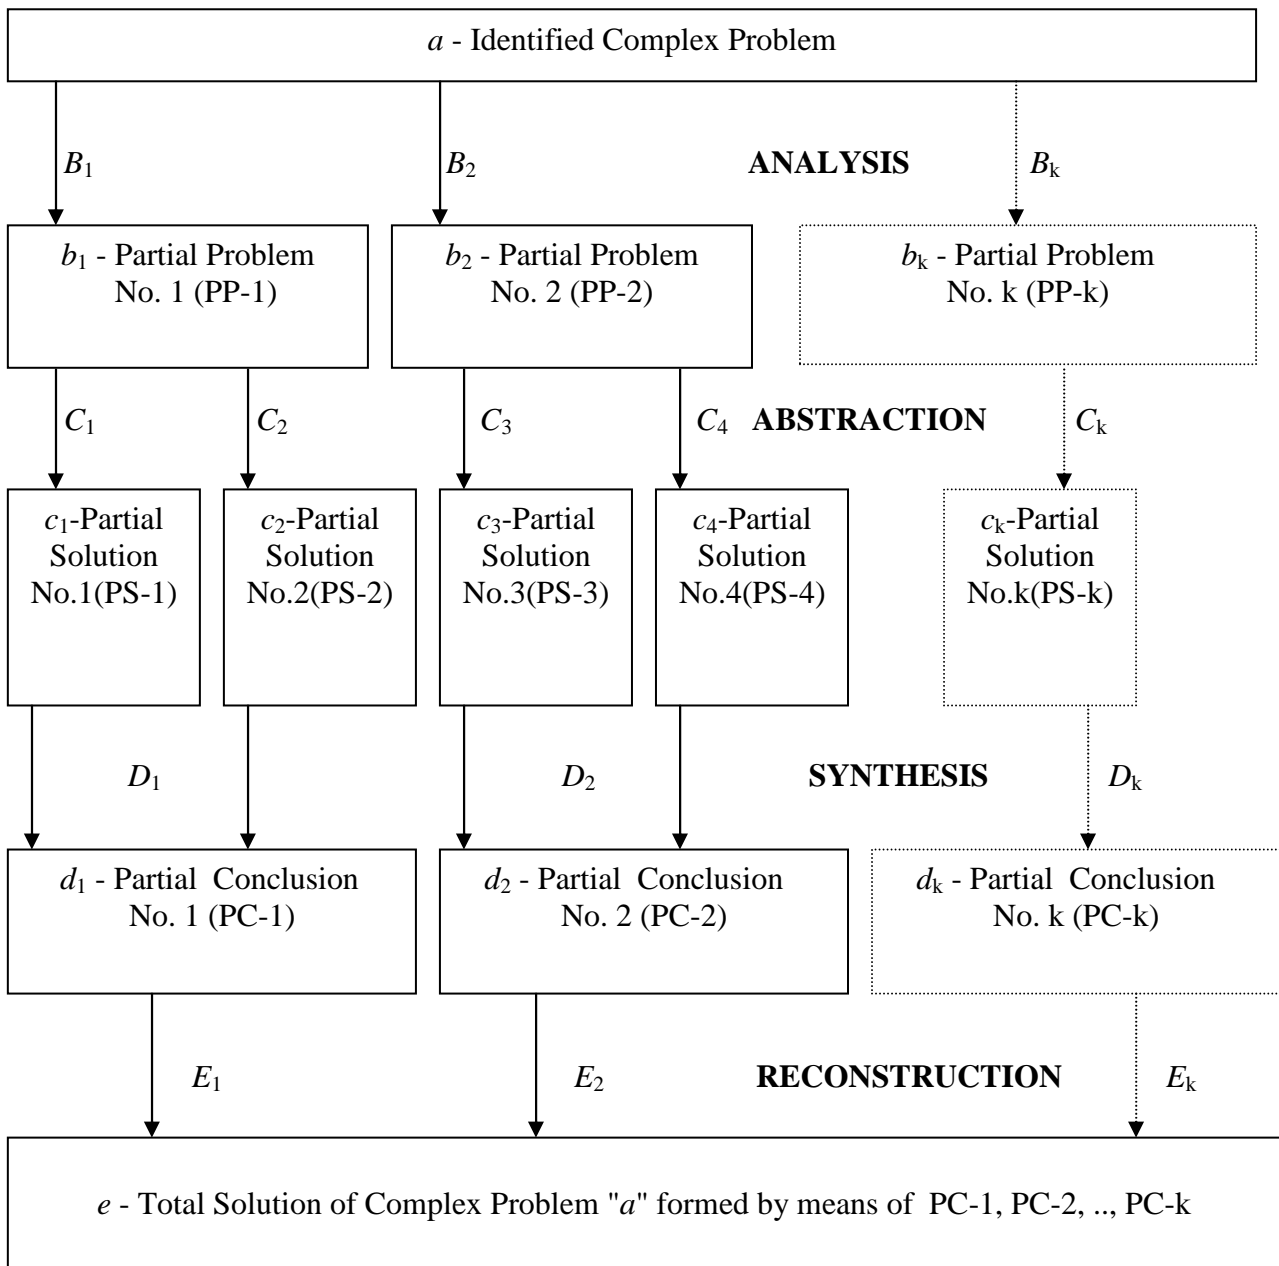 a - Identified Complex Problem
B1 B2 ANALYSIS Bk
b1 - Partial Problem
No. 1 (PP-1)
b2 - Partial Problem
No. 2 (PP-2)
bk - Partial Problem
No. k (PP-k)
C1 C2 C3 C4 ABSTRACTION Ck
c1-Partial
Solution
No.1(PS-1)
c2-Partial
Solution
No.2(PS-2)
c3-Partial
Solution
No.3(PS-3)
c4-Partial
Solution
No.4(PS-4)
ck-Partial
Solution
No.k(PS-k)
D1 D2 SYNTHESIS Dk
d1 - Partial Conclusion
No. 1 (PC-1)
d2 - Partial Conclusion
No. 2 (PC-2)
dk - Partial Conclusion
No. k (PC-k)
E1 E2 RECONSTRUCTION Ek
e - Total Solution of Complex Problem "a" formed by means of PC-1, PC-2, .., PC-k